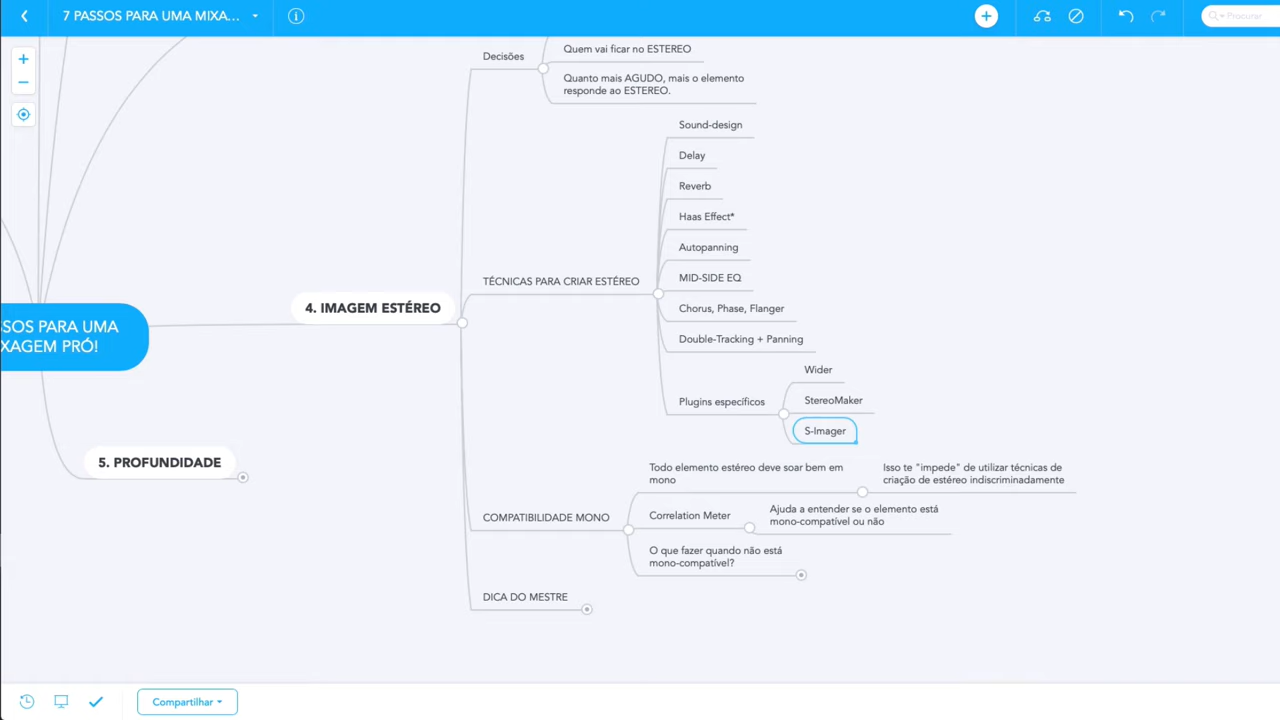 7 PASSOS PARA UMA MIXA...
Procurar
Decisões
Quem vai ficar no ESTEREO
Quanto mais AGUDO, mais o elemento
responde ao ESTEREO.
Sound-design
Delay
Reverb
Haas Effect*
Autopanning
TÉCNICAS PARA CRIAR ESTÉREO
MID-SIDE EQ
4. IMAGEM ESTÉREO
Chorus, Phase, Flanger
SSOS PARA UMA
XAGEM PRÓ!
Double-Tracking + Panning
Wider
Plugins específicos
StereoMaker
S-Imager
5. PROFUNDIDADE
Todo elemento estéreo deve soar bem em
mono
Isso te "impede" de utilizar técnicas de
criação de estéreo indiscriminadamente
COMPATIBILIDADE MONO
Correlation Meter
Ajuda a entender se o elemento está
mono-compatível ou não
O que fazer quando não está
mono-compatível?
DICA DO MESTRE
Compartilhar